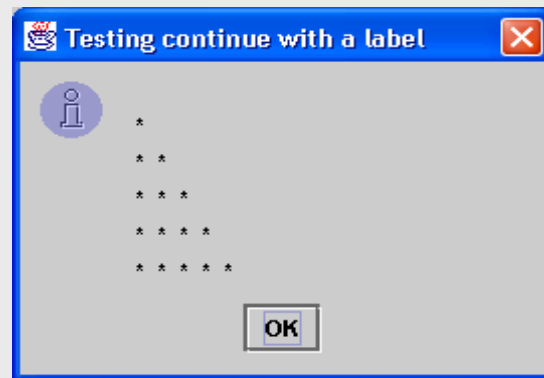 Testing continue with a label
*
* *
* * *
* * * *
* * * * *
OK